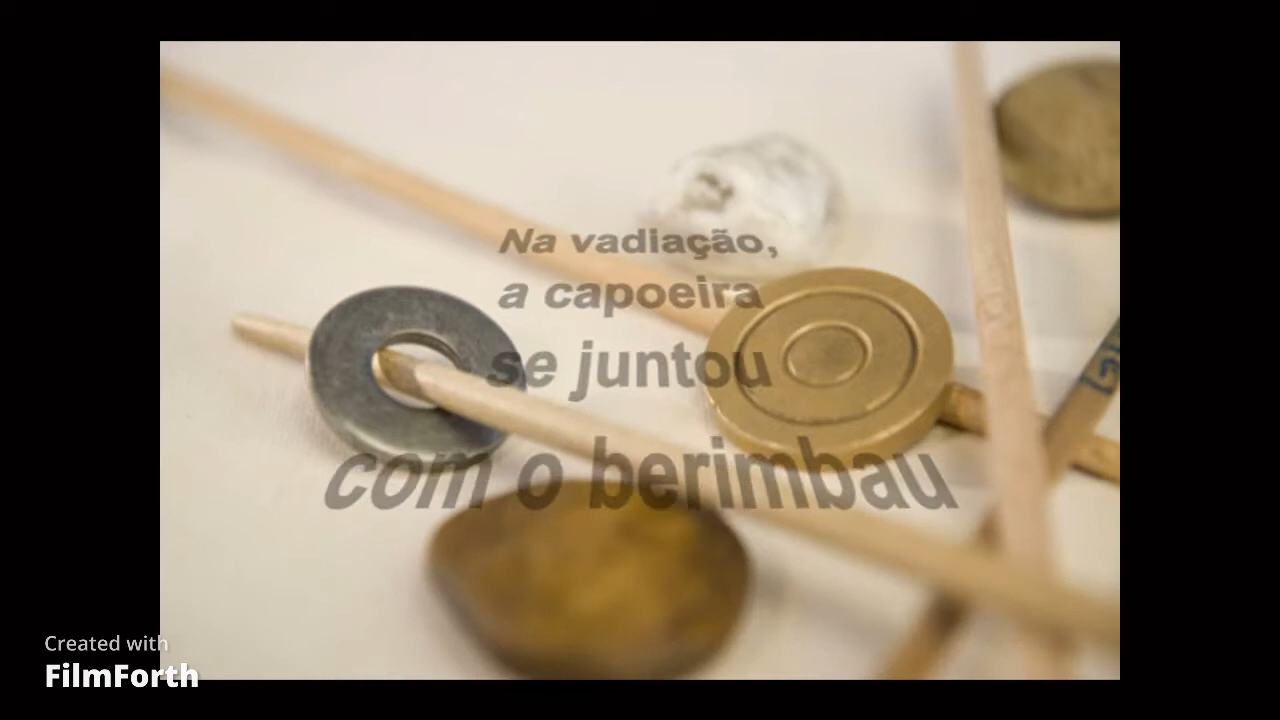 Na vadiação,
a capoeira
se juntou
com o berimbau
Created with
FilmForth